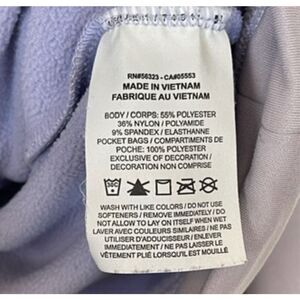 RN#56323 - CA#05553
MADE IN VIETNAM
FABRIQUE AU VIETNAM
BODY / CORPS: 55% POLYESTER
36% NYLON / POLYAMIDE
9% SPANDEX / ELASTHANNE
POCKET BAGS / COMPARTIMENTS DE
POCHE: 100% POLYESTER
EXCLUSIVE OF DECORATION /
DECORATION NON COMPRISE
WASH WITH LIKE COLORS / DO NOT USE
SOFTENERS / REMOVE IMMEDIATELY / DO
NOT ALLOW TO LAY ON ITSELF WHEN WET
LAVER AVEC COULEURS SIMILAIRES / NE PAS
UTILISER D'ADOUCISSEUR / ENLEVER
IMMEDIATEMENT / NE PAS LAISSER LE
VÊTEMENT PLIÉ LORSQU'IL EST MOUILLÉ